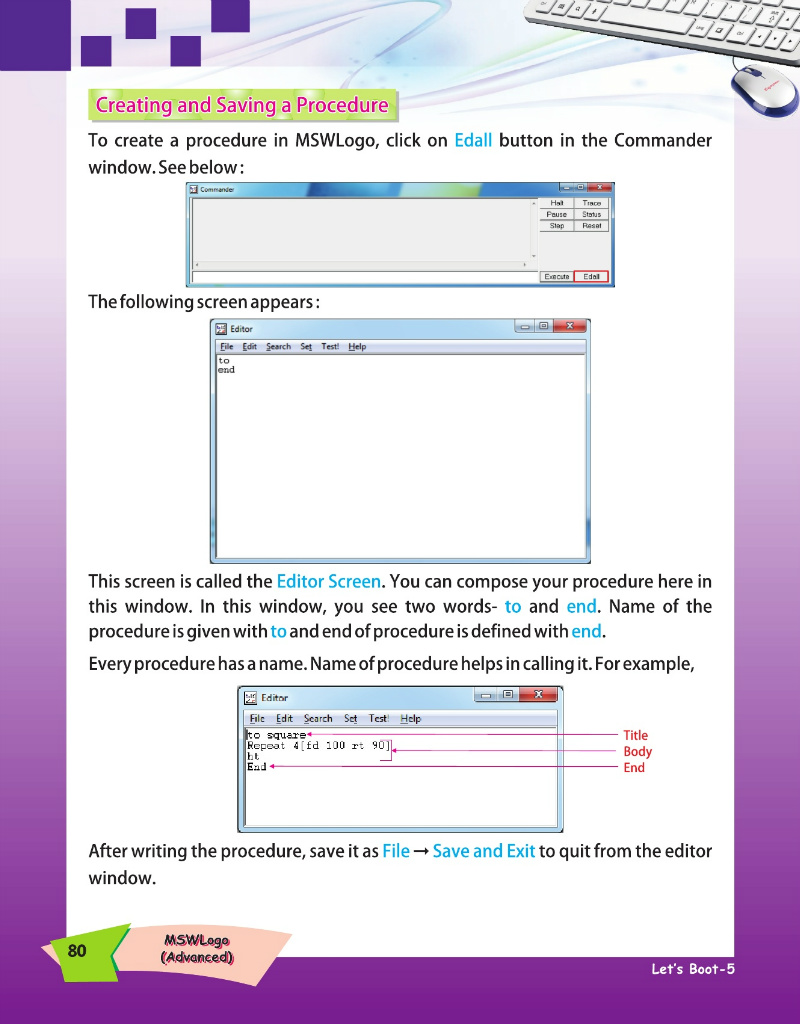 Creating and Saving a Procedure
To create a procedure in MSWLogo, click on Edall button in the Commander
window. See below :
Commander
Halt Trace
Pause Status
Step Reset
Execute Edall
The following screen appears :
Editor
File Edit Search Set Test! Help
to
end
This screen is called the Editor Screen. You can compose your procedure here in
this window. In this window, you see two words- to and end. Name of the
procedure is given with to and end of procedure is defined with end.
Every procedure has a name. Name of procedure helps in calling it. For example,
Editor
File Edit Search Set Test! Help
to square
Title
Repeat 4[fd 100 rt 90]
Body
ht
End
End
After writing the procedure, save it as File → Save and Exit to quit from the editor
window.
80
MSWLogo
(Advanced)
Let's Boot-5